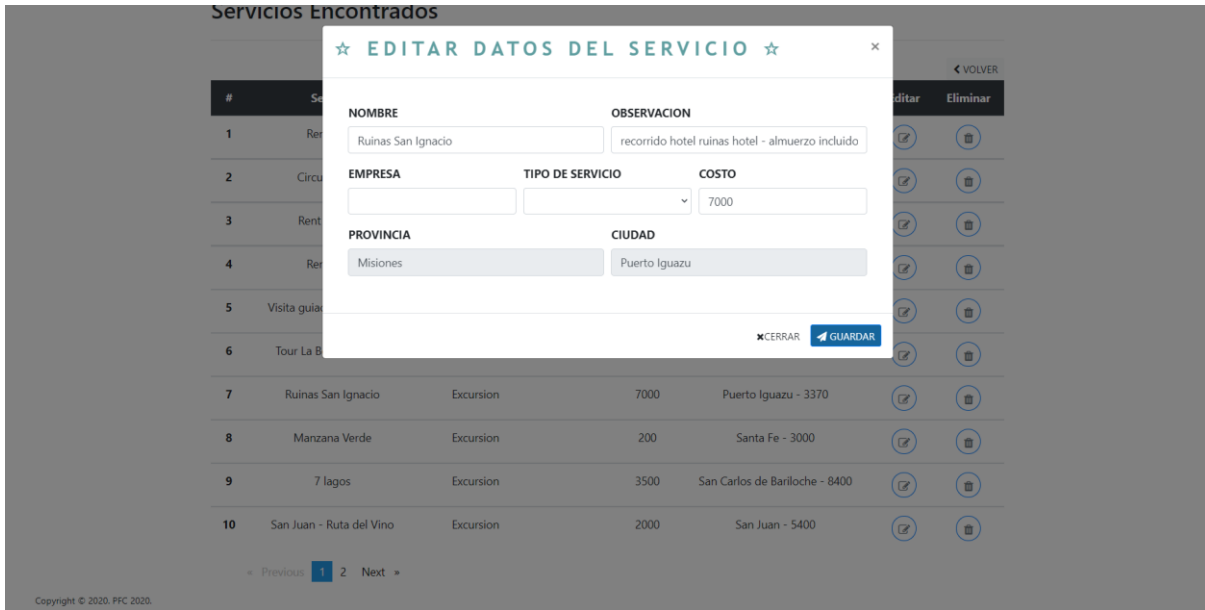 Servicios Encontrados
☆ EDITAR DATOS DEL SERVICIO ☆ ×
VOLVER
# Eliminar
NOMBRE OBSERVACION
1 Ruinas San Ignacio recorrido hotel ruinas hotel - almuerzo incluido
EMPRESA TIPO DE SERVICIO COSTO
2 7000
3
PROVINCIA CIUDAD
4 Misiones Puerto Iguazu
5 Visita
CERRAR GUARDAR
6 Tour La
7 Ruinas San Ignacio Excursion 7000 Puerto Iguazu - 3370
8 Manzana Verde Excursion 200 Santa Fe - 3000
9 7 lagos Excursion 3500 San Carlos de Bariloche - 8400
10 San Juan - Ruta del Vino Excursion 2000 San Juan - 5400
« Previous 1 2 Next »
Copyright © 2020. PFC 2020.